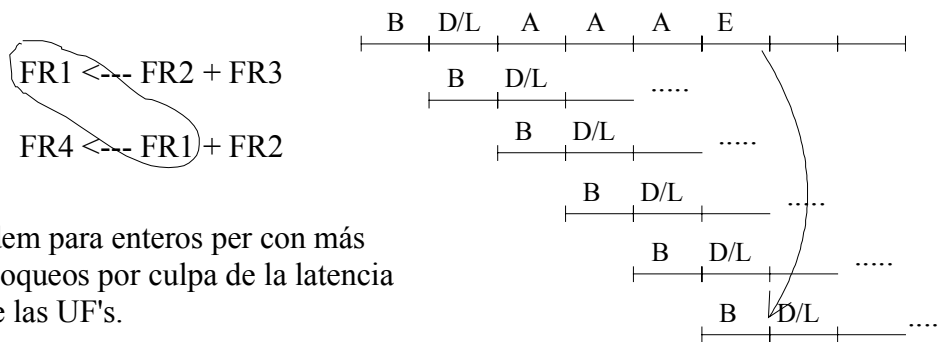 B D/L A A A E
FR1 <--- FR2 + FR3
B D/L .....
FR4 <--- FR1 + FR2
B D/L .....
B D/L .....
dem para enteros per con más
oqueos por culpa de la latencia
B D/L .....
e las UF's.
B D/L ....